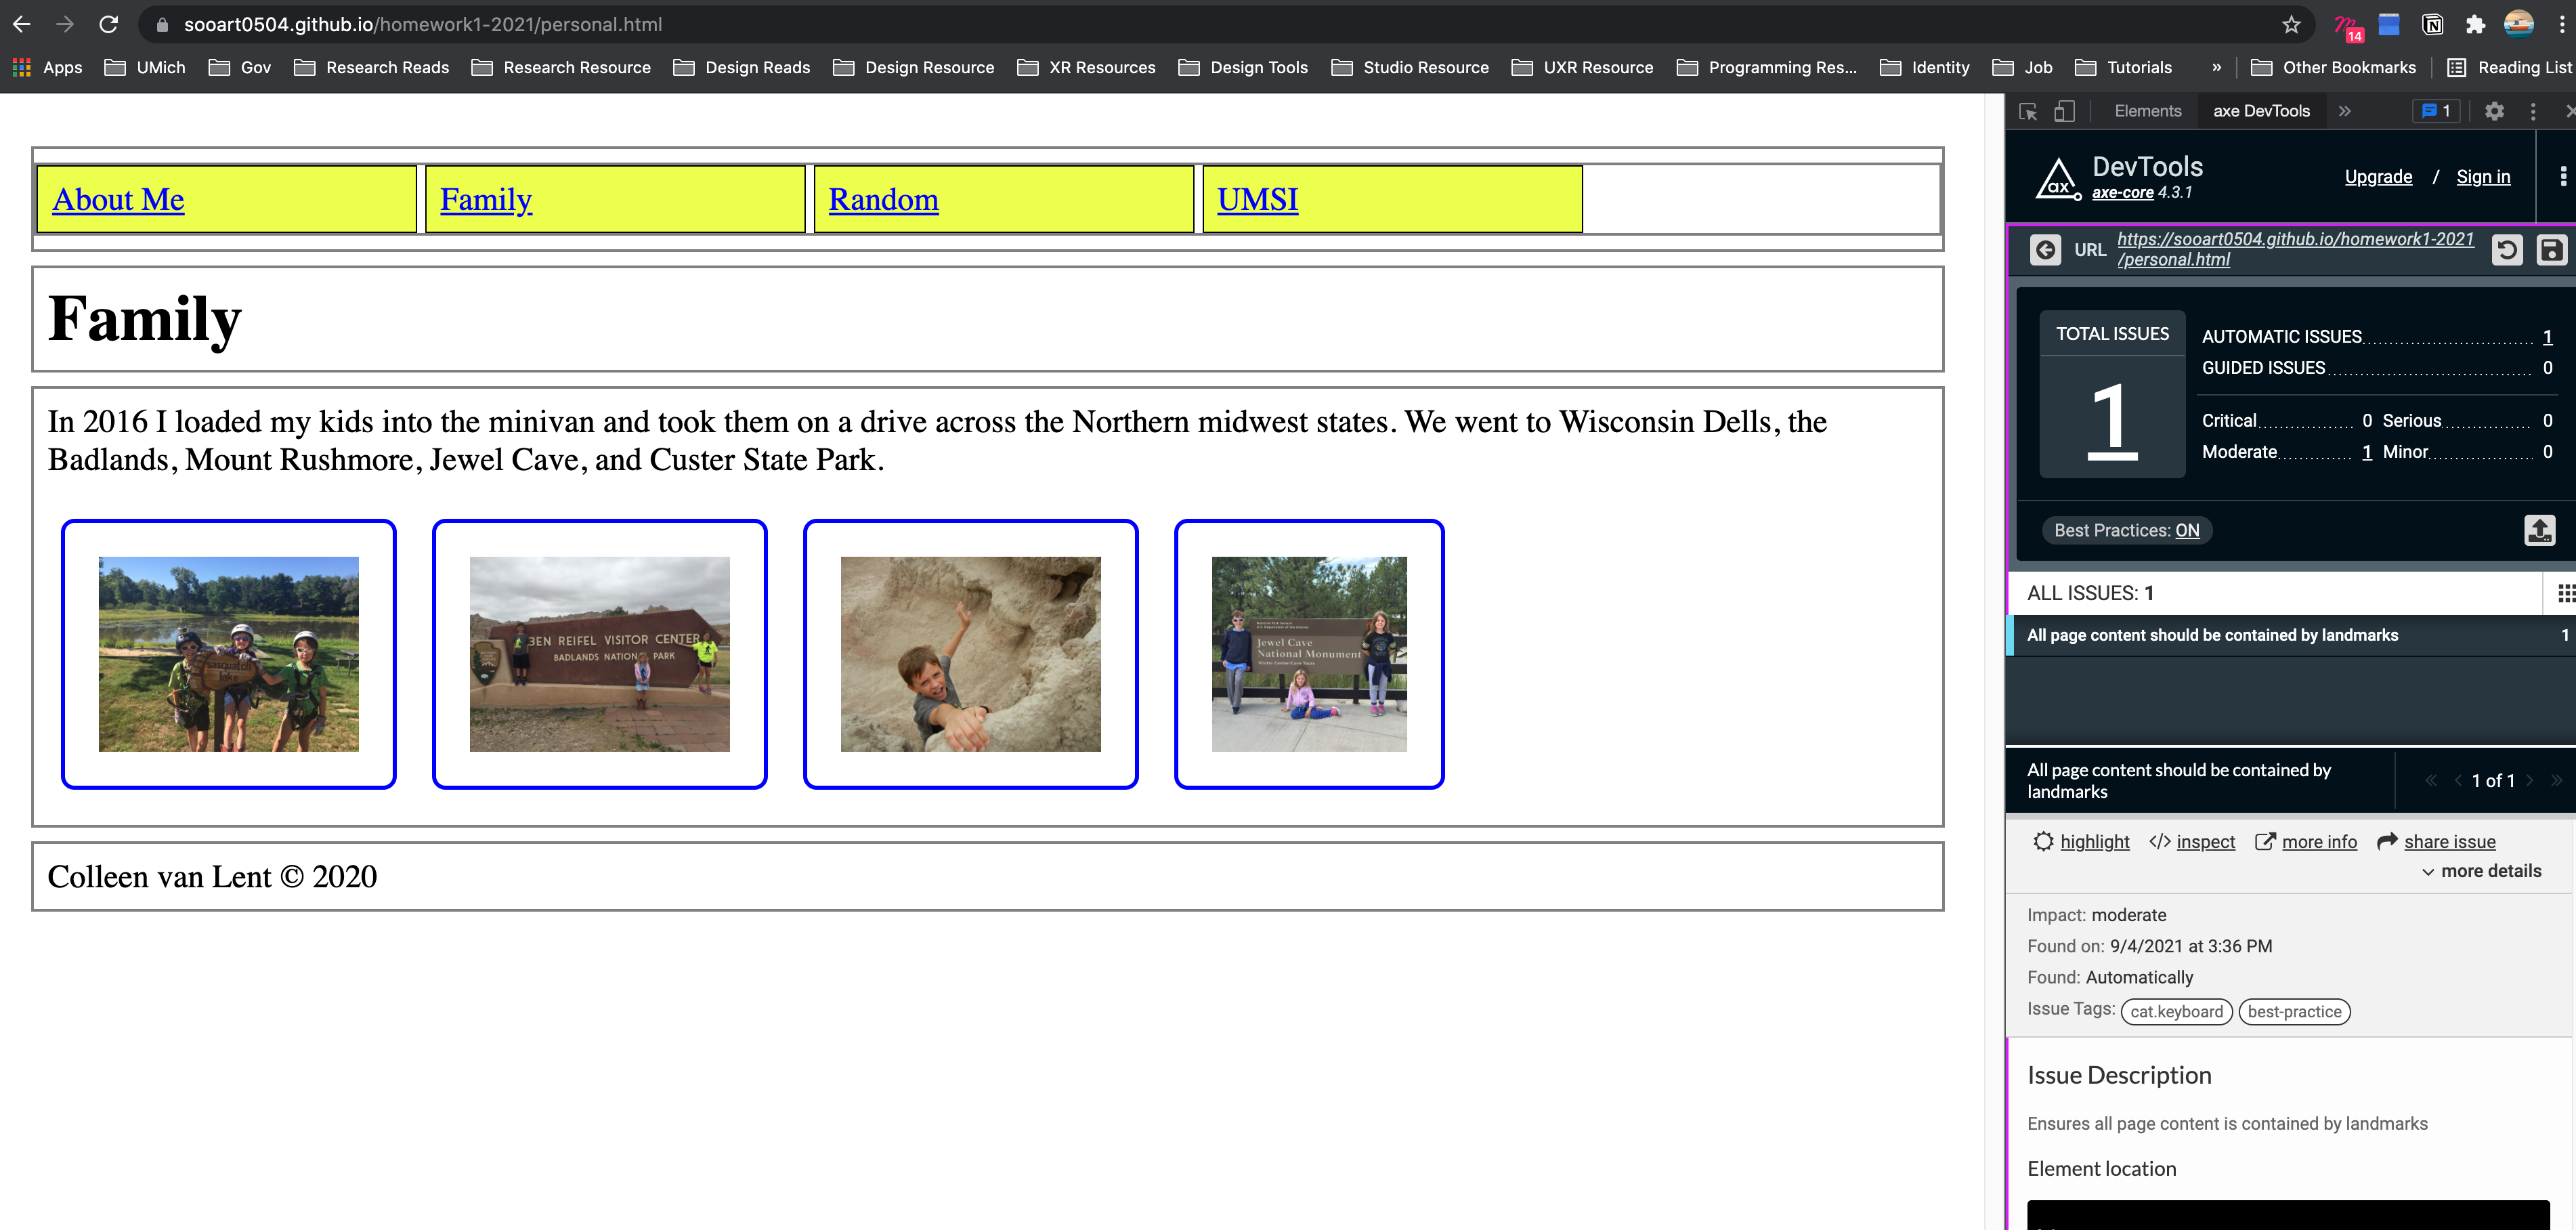 sooart0504.github.io/homework1-2021/personal.html
14
Apps UMich Gov Research Reads Research Resource Design Reads Design Resource XR Resources Design Tools Studio Resource UXR Resource Programming Res... Identity Job Tutorials » Other Bookmarks Reading List
About Me Family Random UMSI
Family
In 2016 I loaded my kids into the minivan and took them on a drive across the Northern midwest states. We went to Wisconsin Dells, the
Badlands, Mount Rushmore, Jewel Cave, and Custer State Park.
sasquatch
lake
BEN REIFEL VISITOR CENTER
BADLANDS NATIONAL PARK
Jewel Cave
National Monument
Colleen van Lent © 2020
Elements axe DevTools » 1
ax
DevTools
axe-core 4.3.1
Upgrade / Sign in
URL https://sooart0504.github.io/homework1-2021
/personal.html
TOTAL ISSUES
1
AUTOMATIC ISSUES 1
GUIDED ISSUES 0
Critical 0 Serious 0
Moderate 1 Minor 0
Best Practices: ON
ALL ISSUES: 1
All page content should be contained by landmarks 1
All page content should be contained by
landmarks
« ‹ 1 of 1 › »
highlight </> inspect more info share issue
more details
Impact: moderate
Found on: 9/4/2021 at 3:36 PM
Found: Automatically
Issue Tags: cat.keyboard best-practice
Issue Description
Ensures all page content is contained by landmarks
Element location